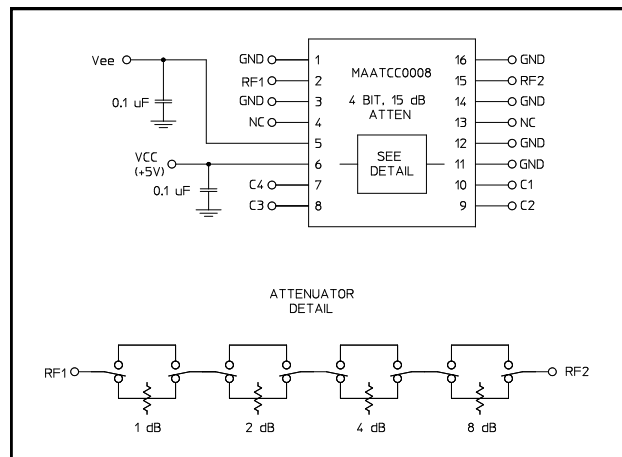 Vee
0.1 uF
VCC
(+5V)
0.1 uF
GND 1
RF1 2
GND 3
NC 4
5
6
C4 7
C3 8
MAATCC0008
4 BIT, 15 dB
ATTEN
SEE
DETAIL
16 GND
15 RF2
14 GND
13 NC
12 GND
11 GND
10 C1
9 C2
ATTENUATOR
DETAIL
RF1 RF2
1 dB 2 dB 4 dB 8 dB